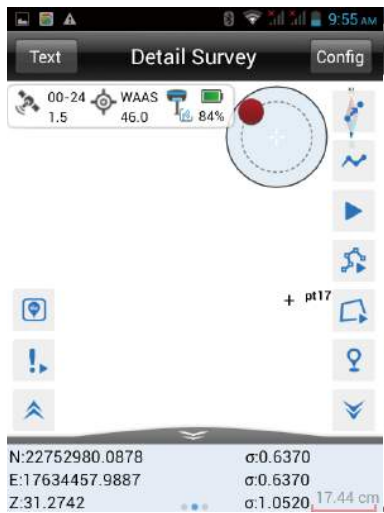 9:55 AM
Text Detail Survey Config
00-24 WAAS
1.5 46.0 84%
pt17
N:22752980.0878 σ:0.6370
E:17634457.9887 σ:0.6370
Z:31.2742 σ:1.0520 17.44 cm